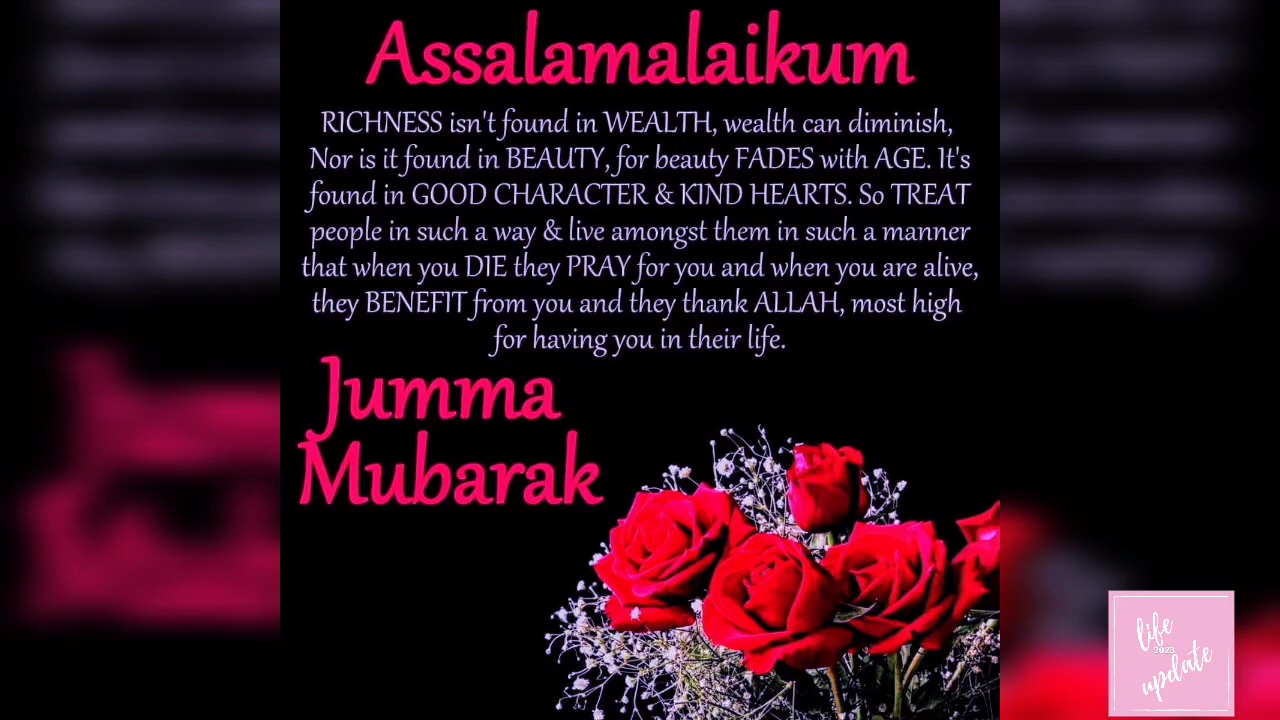 Assalamalaikum
RICHNESS isn't found in WEALTH, wealth can diminish,
Nor is it found in BEAUTY, for beauty FADES with AGE. It's
found in GOOD CHARACTER & KIND HEARTS. So TREAT
people in such a way & live amongst them in such a manner
that when you DIE they PRAY for you and when you are alive,
they BENEFIT from you and they thank ALLAH, most high
for having you in their life.
Jumma
Mubarak
life
2023
update